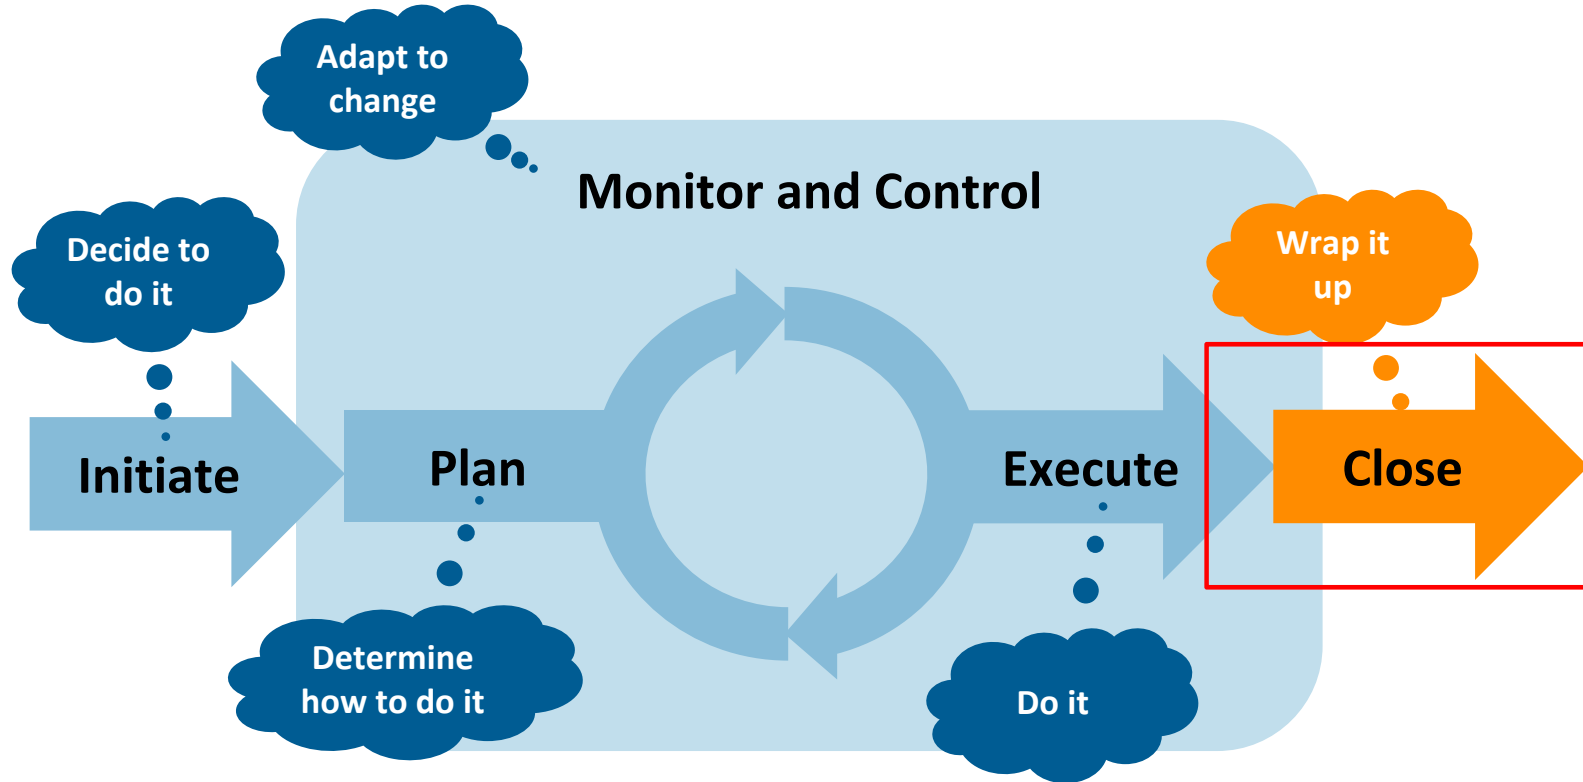 Adapt to
change
Monitor and Control
Decide to
do it
Wrap it
up
Initiate
Plan
Execute
Close
Determine
how to do it
Do it